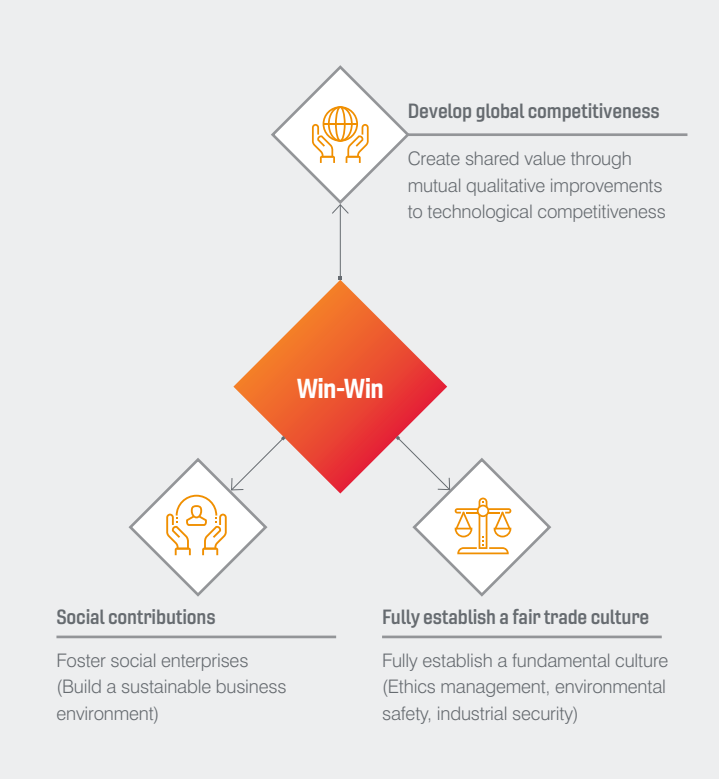 Develop global competitiveness
Create shared value through
mutual qualitative improvements
to technological competitiveness
Win-Win
Social contributions
Foster social enterprises
(Build a sustainable business
environment)
Fully establish a fair trade culture
Fully establish a fundamental culture
(Ethics management, environmental
safety, industrial security)